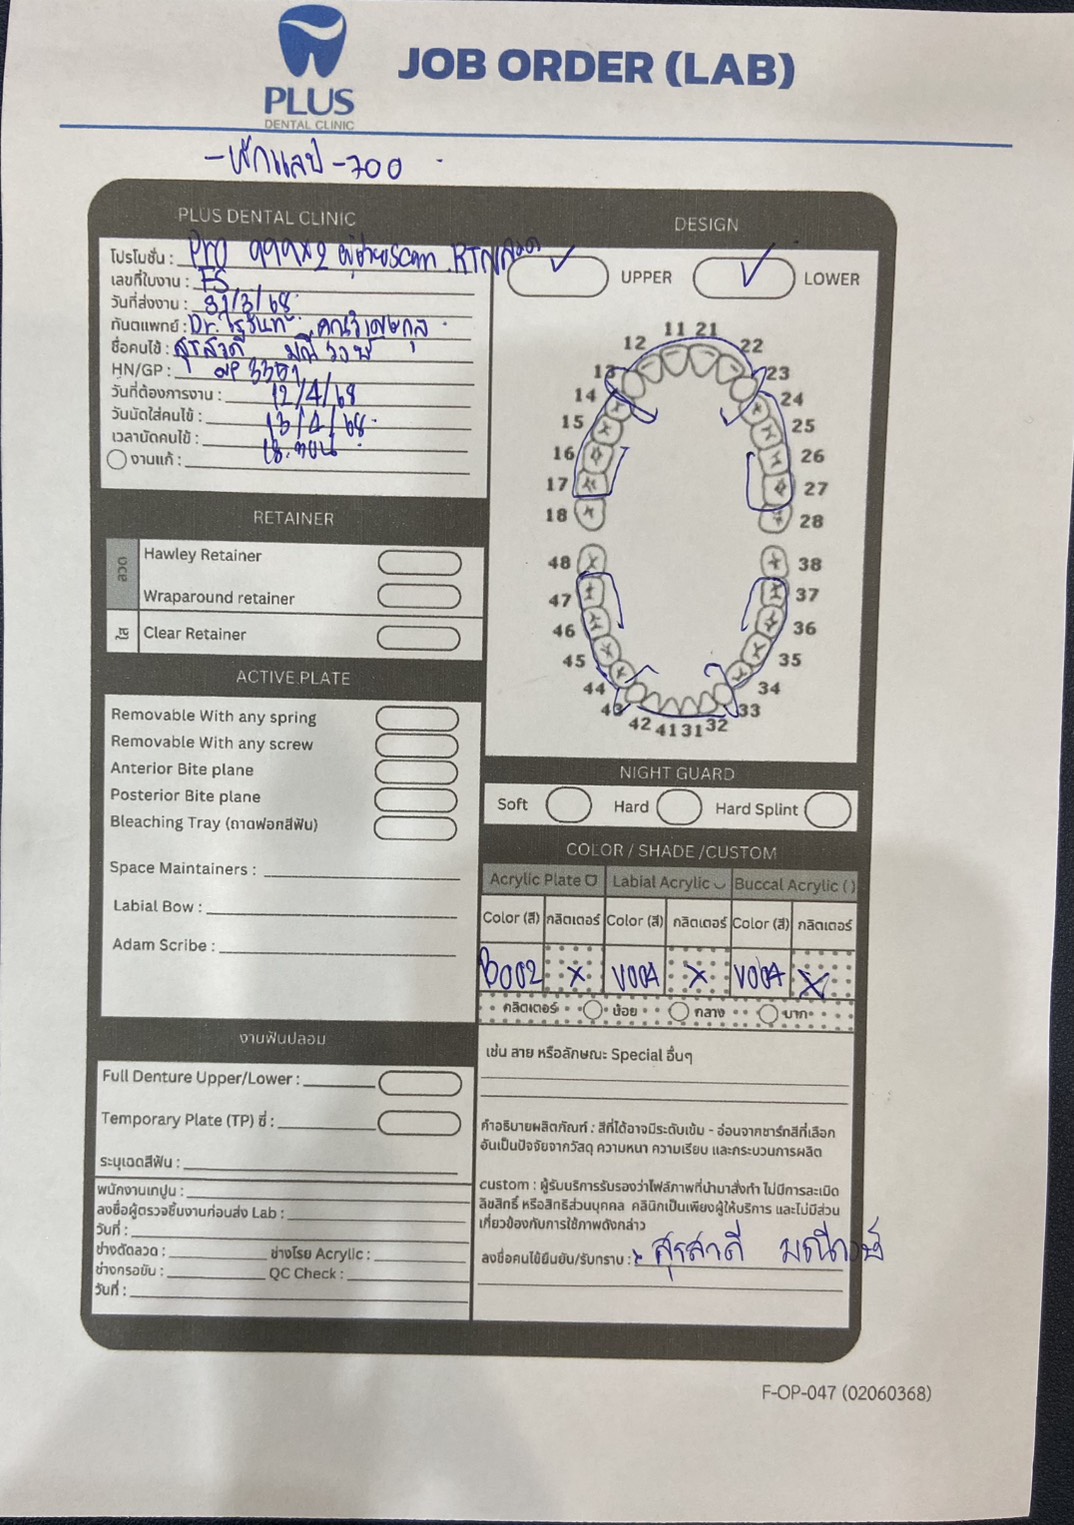 PLUS
DENTAL CLINIC
JOB ORDER (LAB)
-หักแลป -700
PLUS DENTAL CLINIC
โปรโมชั่น : Pro 999x2 ผู้ช่วยscan RTNลวด
เลขที่ใบงาน : FS
วันที่ส่งงาน : 31/3/68
ทันตแพทย์ : Dr.
ชื่อคนไข้ : สุรสาดี มณีวงษ์
HN/GP : 3301
วันที่ต้องการงาน : 12/4/68
วันนัดใส่คนไข้ : 13/4/68
เวลานัดคนไข้ : 18.
งานแก้ :
DESIGN
UPPER
LOWER
11 21
12 22
13 23
14 24
15 25
16 26
17 27
18 28
48 38
47 37
46 36
45 35
44 34
43 33
42 41 31 32
RETAINER
ลวด
Hawley Retainer
Wraparound retainer
ใส
Clear Retainer
ACTIVE PLATE
Removable With any spring
Removable With any screw
Anterior Bite plane
Posterior Bite plane
Bleaching Tray (ถาดฟอกสีฟัน)
Space Maintainers :
Labial Bow :
Adam Scribe :
NIGHT GUARD
Soft
Hard
Hard Splint
COLOR / SHADE /CUSTOM
Acrylic Plate
Labial Acrylic
Buccal Acrylic ( )
Color (สี) กลิตเตอร์ Color (สี) กลิตเตอร์ Color (สี) กลิตเตอร์
B002 X V004 X V004 X
กลิตเตอร์ น้อย กลาง มาก
เช่น ลาย หรือลักษณะ Special อื่นๆ
งานฟันปลอม
Full Denture Upper/Lower :
Temporary Plate (TP) ซี่ :
ระบุเฉดสีฟัน :
พนักงานเทปูน :
ลงชื่อผู้ตรวจชิ้นงานก่อนส่ง Lab :
วันที่ :
ช่างดัดลวด : ช่างโรย Acrylic :
ช่างกรอขัด : QC Check :
วันที่ :
คำอธิบายผลิตภัณฑ์ : สีที่ได้อาจมีระดับเข้ม - อ่อนจากชาร์ทสีที่เลือก
อันเป็นปัจจัยจากวัสดุ ความหนา ความเรียบ และกระบวนการผลิต
custom : ผู้รับบริการรับรองว่าไฟล์ภาพที่นำมาสั่งทำ ไม่มีการละเมิด
ลิขสิทธิ์ หรือสิทธิส่วนบุคคล คลินิกเป็นเพียงผู้ให้บริการ และไม่มีส่วน
เกี่ยวข้องกับการใช้ภาพดังกล่าว
ลงชื่อคนไข้ยืนยัน/รับทราบ : สุรสาดี มณีวงษ์
F-OP-047 (02060368)